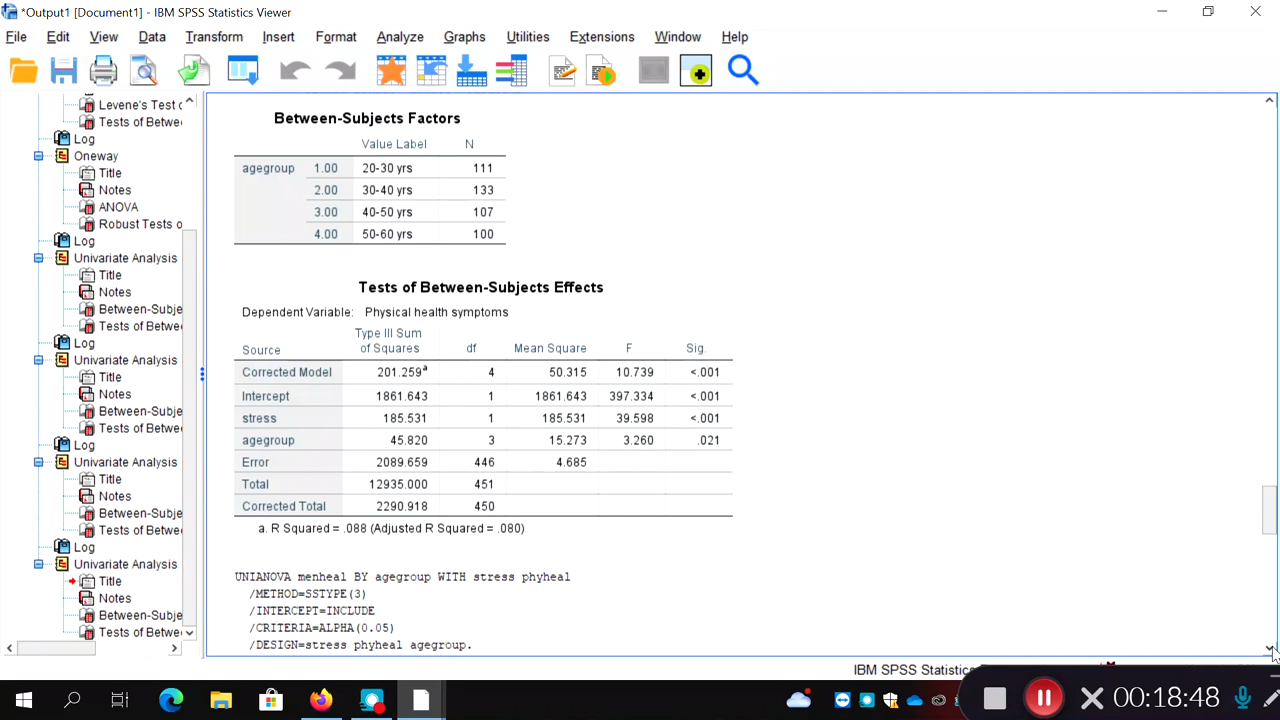 *Output1 [Document1] - IBM SPSS Statistics Viewer
File Edit View Data Transform Insert Format Analyze Graphs Utilities Extensions Window Help
Levene's Test
Tests of Betwe
Log
Oneway
Title
Notes
ANOVA
Robust Tests o
Log
Univariate Analysis
Title
Notes
Between-Subje
Tests of Betwe
Log
Univariate Analysis
Title
Notes
Between-Subje
Tests of Betwe
Log
Univariate Analysis
Title
Notes
Between-Subje
Tests of Betwe
Log
Univariate Analysis
Title
Notes
Between-Subje
Tests of Betwe
Between-Subjects Factors
Value Label N
agegroup 1.00 20-30 yrs 111
2.00 30-40 yrs 133
3.00 40-50 yrs 107
4.00 50-60 yrs 100
Tests of Between-Subjects Effects
Dependent Variable: Physical health symptoms
Type III Sum
Source of Squares df Mean Square F Sig.
Corrected Model 201.259a 4 50.315 10.739 <.001
Intercept 1861.643 1 1861.643 397.334 <.001
stress 185.531 1 185.531 39.598 <.001
agegroup 45.820 3 15.273 3.260 .021
Error 2089.659 446 4.685
Total 12935.000 451
Corrected Total 2290.918 450
a. R Squared = .088 (Adjusted R Squared = .080)
UNIANOVA menheal BY agegroup WITH stress phyheal
/METHOD=SSTYPE(3)
/INTERCEPT=INCLUDE
/CRITERIA=ALPHA(0.05)
/DESIGN=stress phyheal agegroup.
IBM SPSS Statistics
00:18:48